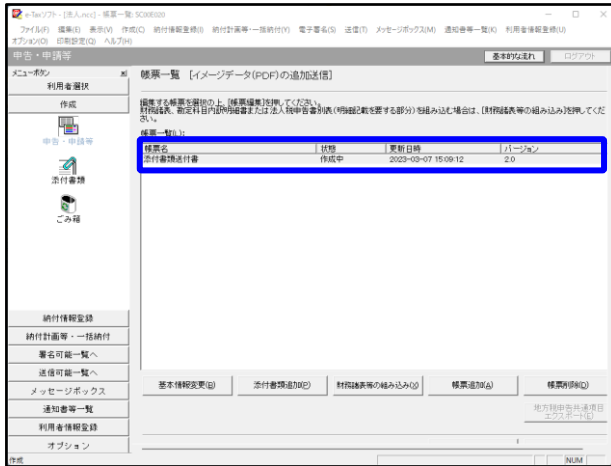 e-Taxソフト - [法人.ncc] - 帳票一覧: SC00E020
ファイル(F) 編集(E) 表示(V) 作成(C) 納付情報登録(I) 納付計画等・一括納付(Y) 電子署名(S) 送信(T) メッセージボックス(M) 通知書等一覧(K) 利用者情報登録(U)
オプション(O) 印刷設定(Q) ヘルプ(H)
申告・申請等 基本的な流れ ログアウト
メニューボタン
利用者選択
作成
申告・申請等
添付書類
ごみ箱
納付情報登録
納付計画等・一括納付
署名可能一覧へ
送信可能一覧へ
メッセージボックス
通知書等一覧
利用者情報登録
オプション
帳票一覧 [イメージデータ(PDF)の追加送信]
編集する帳票を選択の上、[帳票編集]を押してください。
財務諸表、勘定科目内訳明細書または法人税申告書別表(明細記載を要する部分)を組み込む場合は、[財務諸表等の組み込み]を押してください。
帳票一覧(L):
帳票名 状態 更新日時 バージョン
添付書類送付書 作成中 2023-03-07 15:09:12 2.0
基本情報変更(B) 添付書類追加(P) 財務諸表等の組み込み(X) 帳票追加(A) 帳票削除(D)
地方税申告共通項目
エクスポート(E)
作成 NUM